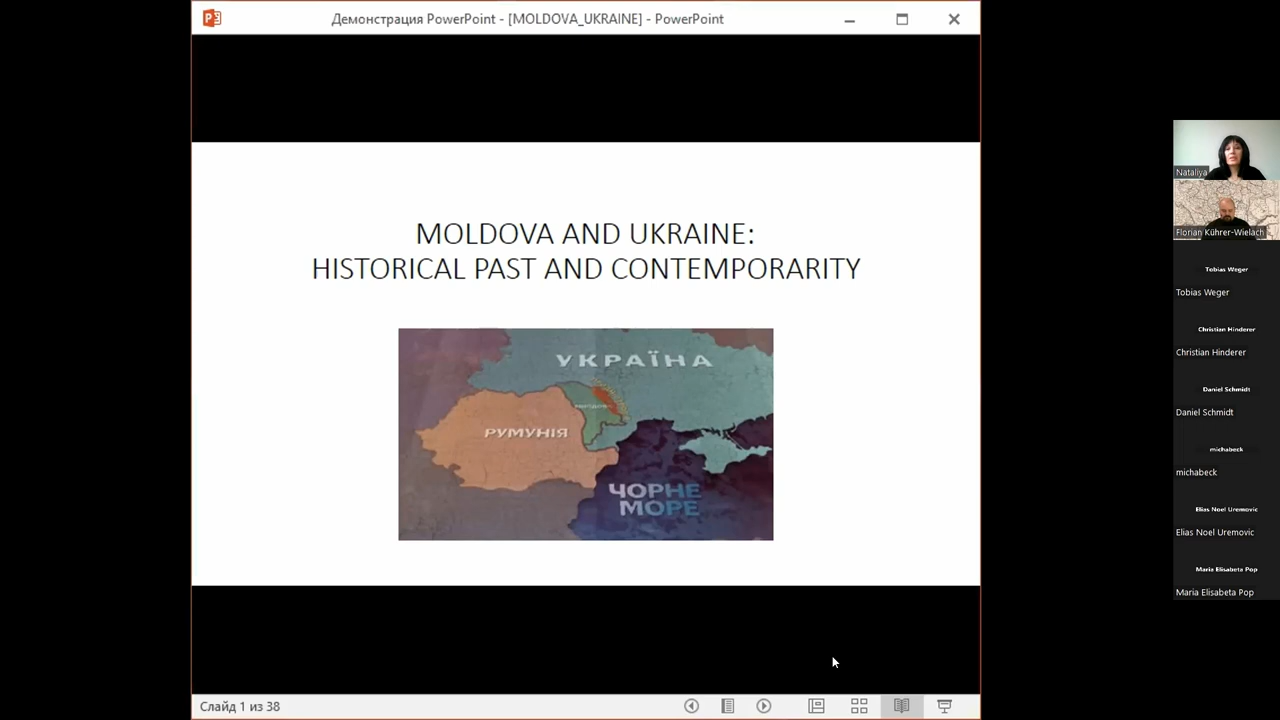 Демонстрация PowerPoint - [MOLDOVA_UKRAINE] - PowerPoint
MOLDOVA AND UKRAINE:
HISTORICAL PAST AND CONTEMPORARITY
УКРАЇНА
РУМУНІЯ
ЧОРНЕ
МОРЕ
Слайд 1 из 38
Nataliya
Florian Kührer-Wielach
Tobias Weger
Tobias Weger
Christian Hinderer
Christian Hinderer
Daniel Schmidt
Daniel Schmidt
michabeck
michabeck
Elias Noel Uremovic
Elias Noel Uremovic
Maria Elisabeta Pop
Maria Elisabeta Pop